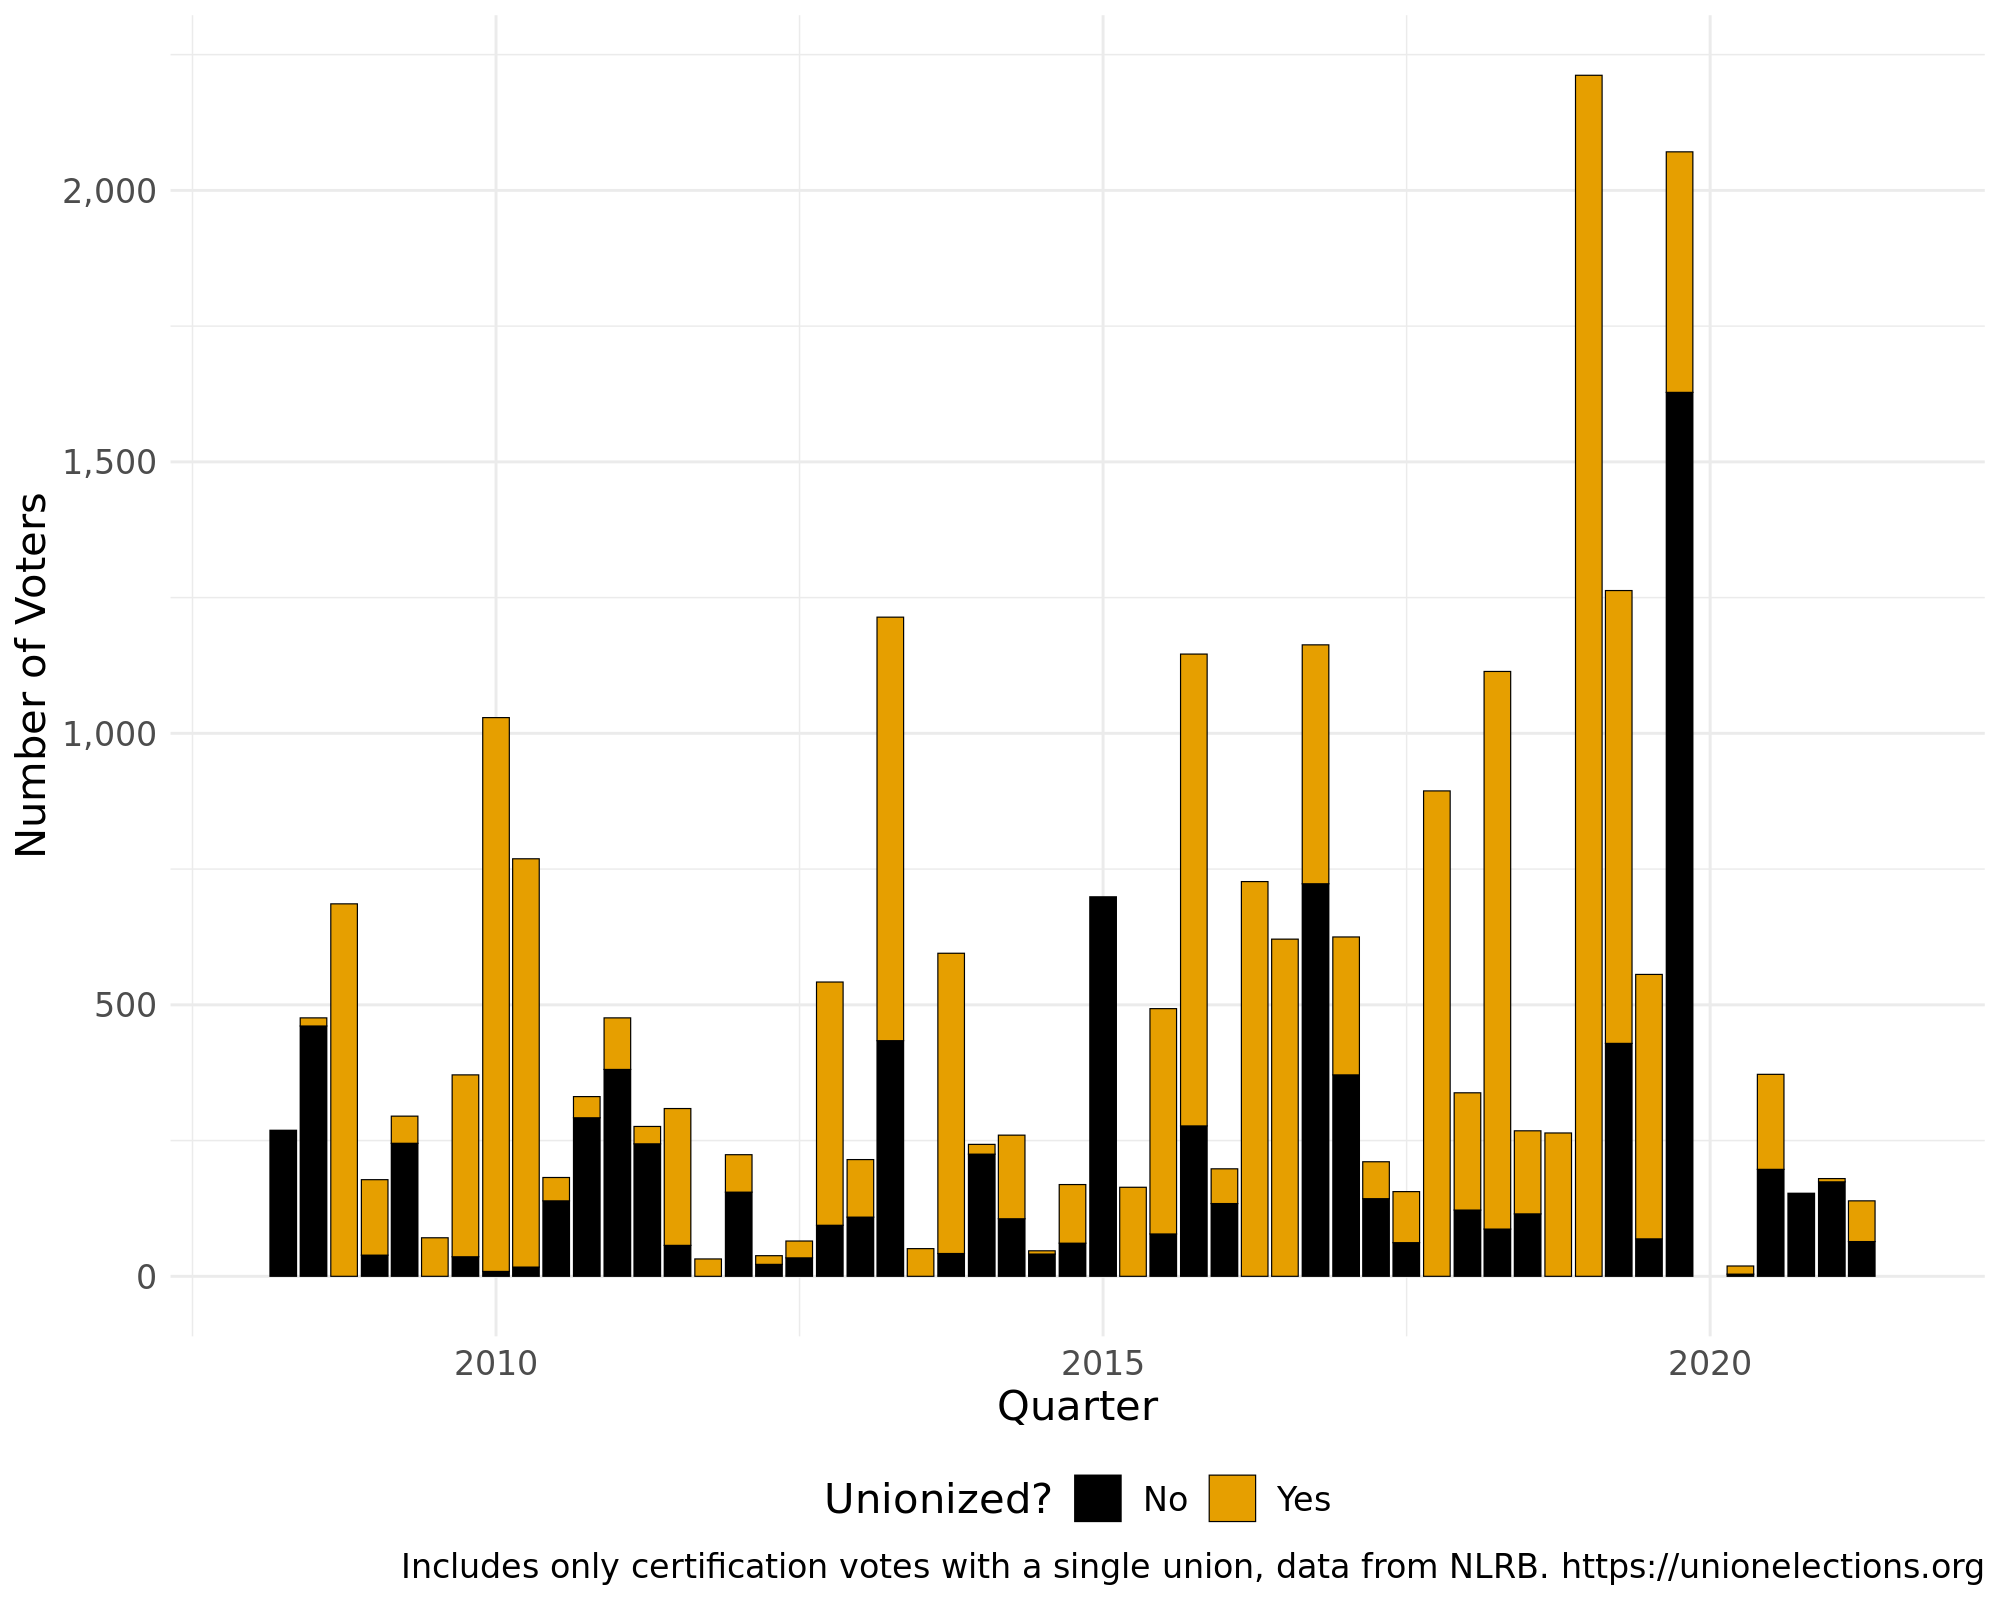 2,000
1,500
1,000
500
0
Number of Voters
2010 2015 2020
Quarter
Unionized? No Yes
Includes only certification votes with a single union, data from NLRB. https://unionelections.org